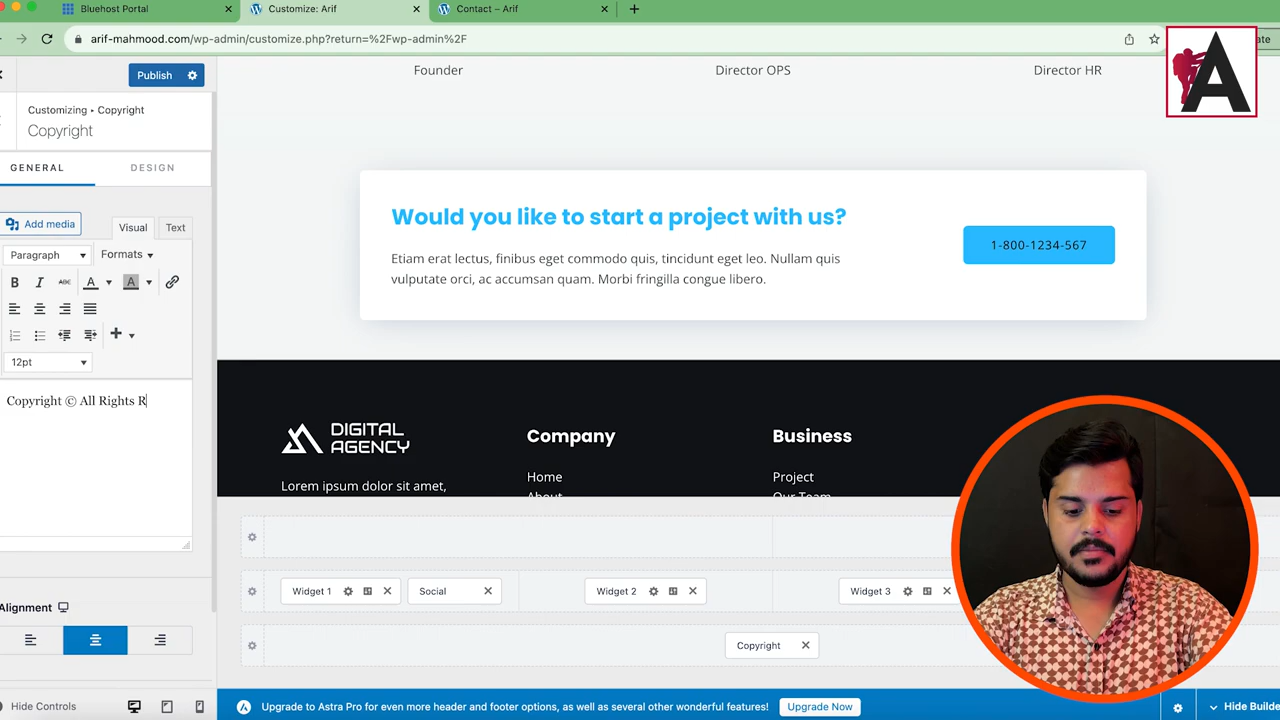 Bluehost Portal
Customize: Arif
Contact – Arif
arif-mahmood.com/wp-admin/customize.php?return=%2Fwp-admin%2F
A
Publish
Customizing ▸ Copyright
Copyright
GENERAL
DESIGN
Add media
Visual
Text
Paragraph
Formats
B I ABC A A
12pt
Copyright © All Rights R
Alignment
Hide Controls
Founder
Director OPS
Director HR
Would you like to start a project with us?
Etiam erat lectus, finibus eget commodo quis, tincidunt eget leo. Nullam quis
vulputate orci, ac accumsan quam. Morbi fringilla congue libero.
1-800-1234-567
DIGITAL
AGENCY
Lorem ipsum dolor sit amet,
Company
Home
About
Business
Project
Our Team
Widget 1
Social
Widget 2
Widget 3
Copyright
Upgrade to Astra Pro for even more header and footer options, as well as several other wonderful features!
Upgrade Now
Hide Builde